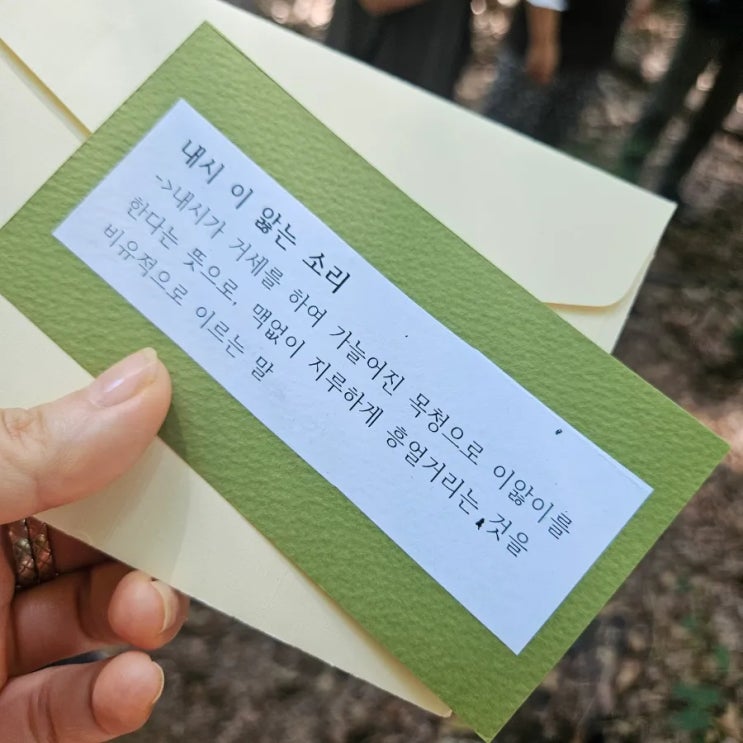 내시 이 앓는 소리
->내시가 거세를 하여 가늘어진 목청으로 이앓이를
한다는 뜻으로, 맥없이 지루하게 흥얼거리는 것을
비유적으로 이르는 말